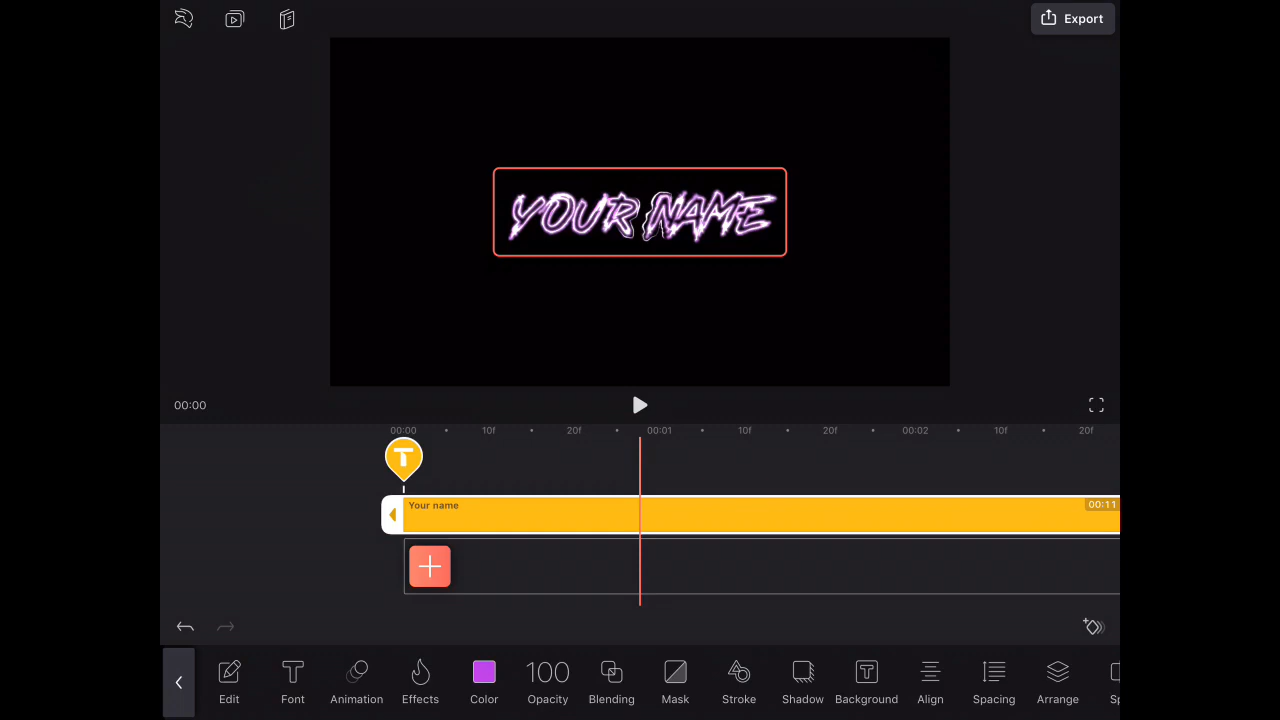 Export
YOUR NAME
00:00
00:00 10f 20f 00:01 10f 20f 00:02 10f 20f
T
Your name 00:11
100
Edit Font Animation Effects Color Opacity Blending Mask Stroke Shadow Background Align Spacing Arrange Sp